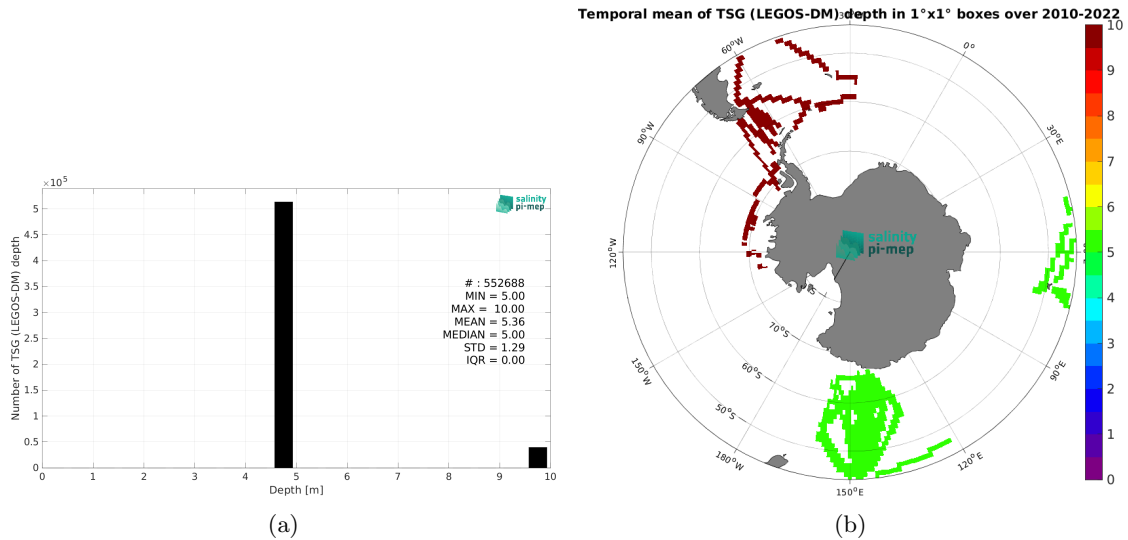 ×10⁵
5
4.5
4
3.5
3
2.5
2
1.5
1
0.5
0
Number of TSG (LEGOS-DM) depth
salinity
pi-mep
# : 552688
MIN = 5.00
MAX = 10.00
MEAN = 5.36
MEDIAN = 5.00
STD = 1.29
IQR = 0.00
0 1 2 3 4 5 6 7 8 9 10
Depth [m]
(a)
Temporal mean of TSG (LEGOS-DM) depth in 1°x1° boxes over 2010-2022
60°W
0°
30°E
90°E
120°E
150°E
180°W
150°W
120°W
90°W
70°S
60°S
50°S
salinity
pi-mep
10
9
8
7
6
5
4
3
2
1
0
(b)